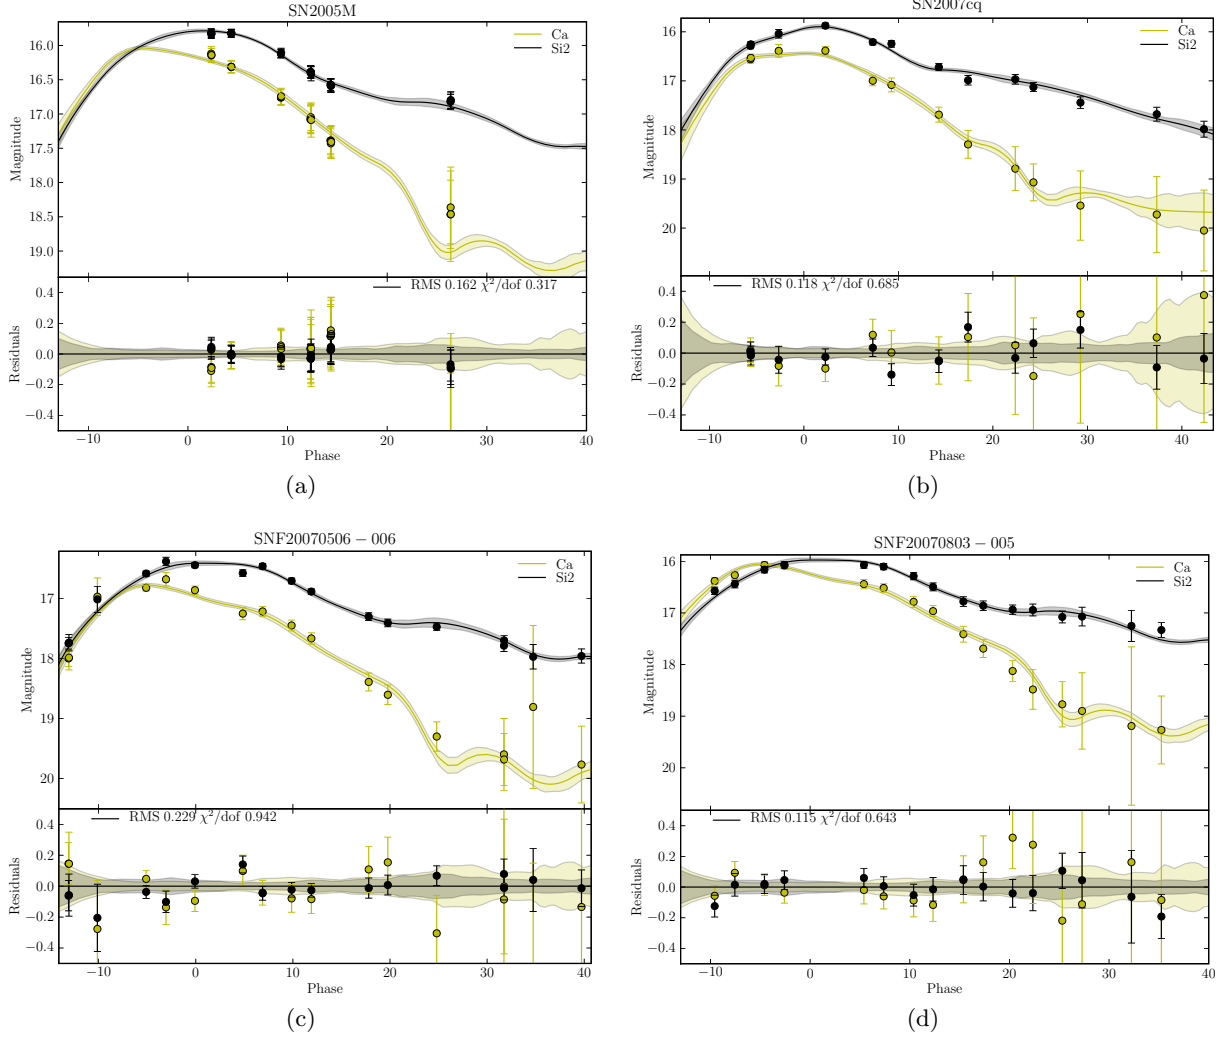 SN2005M
Ca
Si2
16.0
16.5
17.0
17.5
18.0
18.5
19.0
Magnitude
RMS 0.162 χ²/dof 0.317
0.4
0.2
0.0
−0.2
−0.4
Residuals
−10 0 10 20 30 40
Phase
(a)
SN2007cq
Ca
Si2
16
17
18
19
20
Magnitude
RMS 0.118 χ²/dof 0.685
0.4
0.2
0.0
−0.2
−0.4
Residuals
−10 0 10 20 30 40
Phase
(b)
SNF20070506 − 006
Ca
Si2
17
18
19
20
Magnitude
RMS 0.229 χ²/dof 0.942
0.4
0.2
0.0
−0.2
−0.4
Residuals
−10 0 10 20 30 40
Phase
(c)
SNF20070803 − 005
Ca
Si2
16
17
18
19
20
Magnitude
RMS 0.115 χ²/dof 0.643
0.4
0.2
0.0
−0.2
−0.4
Residuals
−10 0 10 20 30 40
Phase
(d)